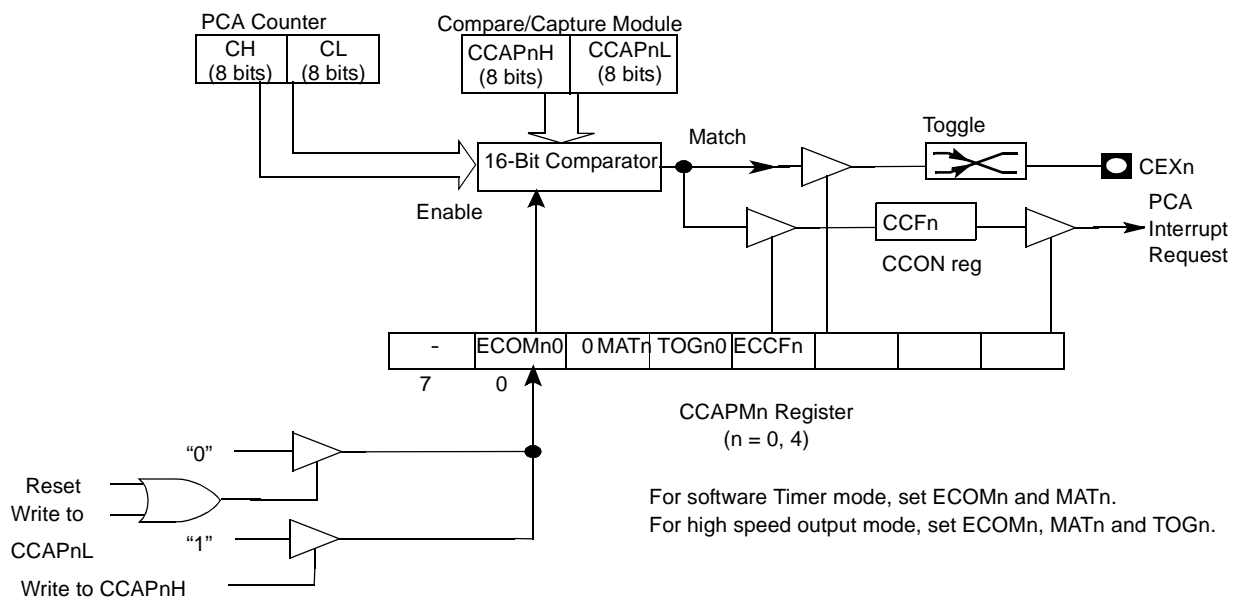 PCA Counter
CH
(8 bits)
CL
(8 bits)
Compare/Capture Module
CCAPnH
(8 bits)
CCAPnL
(8 bits)
16-Bit Comparator
Match
Toggle
CEXn
Enable
CCFn
CCON reg
PCA
Interrupt
Request
- ECOMn0 0 MATn TOGn0 ECCFn
7 0
CCAPMn Register
(n = 0, 4)
"0"
Reset
Write to
CCAPnL
"1"
Write to CCAPnH
For software Timer mode, set ECOMn and MATn.
For high speed output mode, set ECOMn, MATn and TOGn.